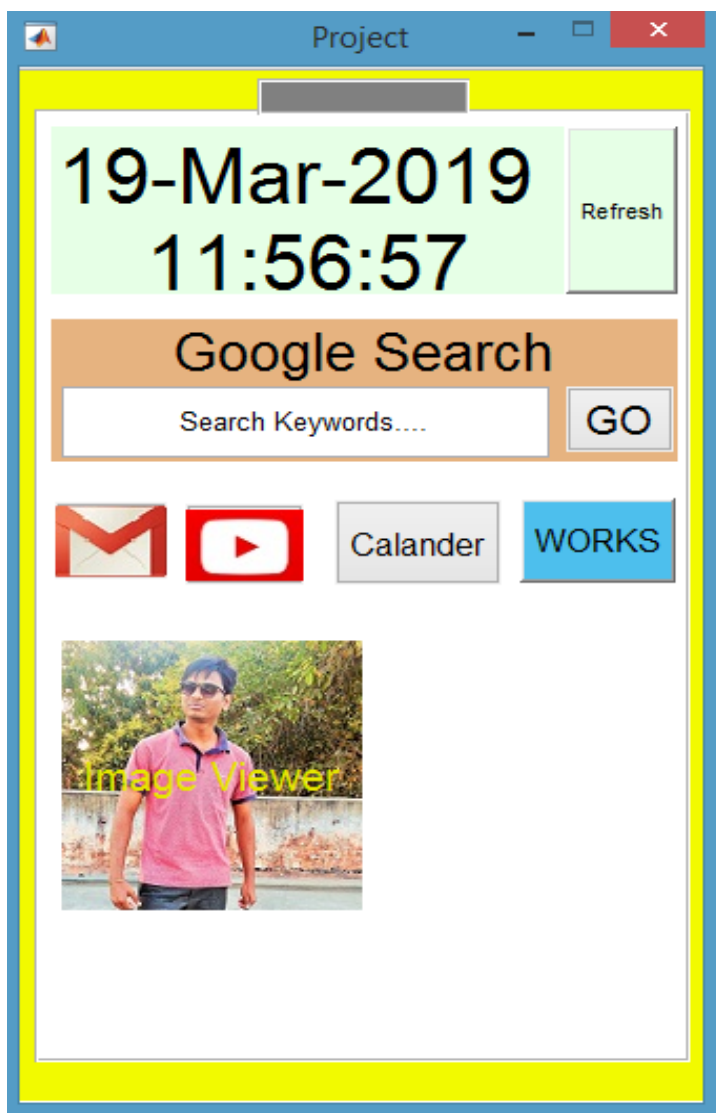 Project
19-Mar-2019
11:56:57
Refresh
Google Search
Search Keywords....
GO
Calander
WORKS
Image Viewer